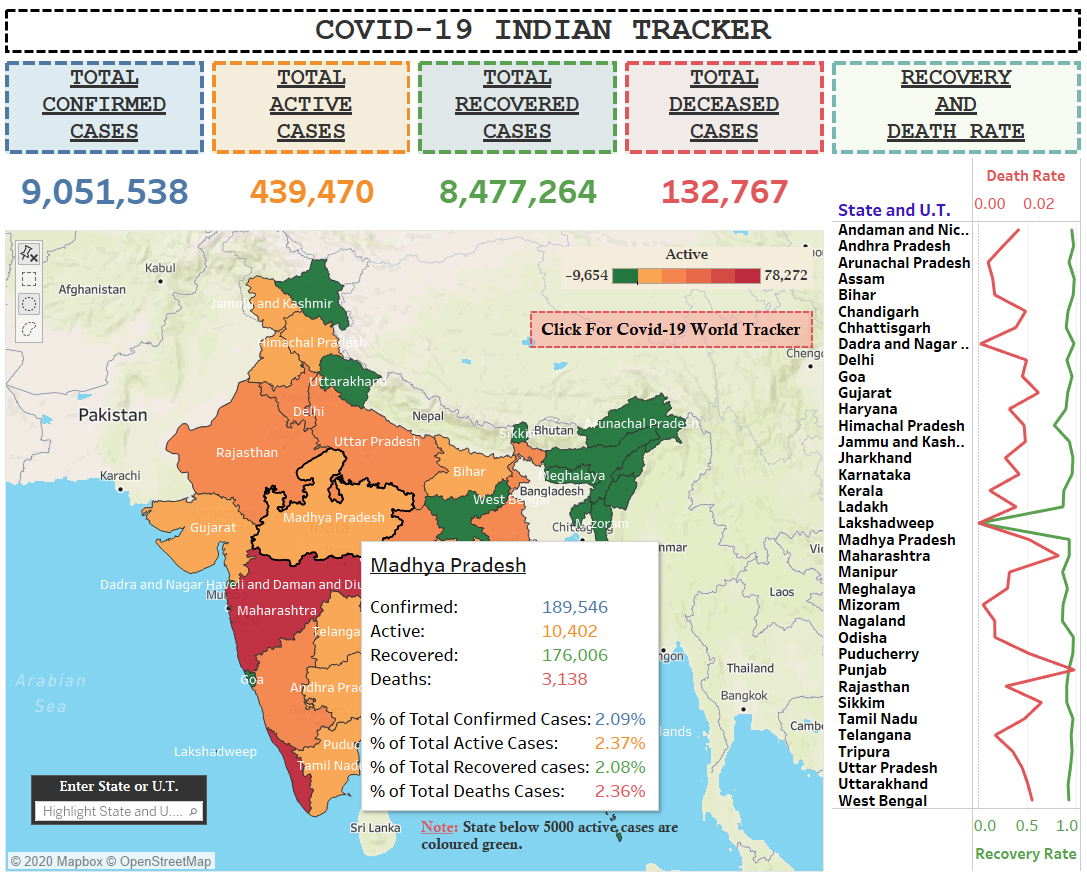 COVID-19 INDIAN TRACKER
TOTAL
CONFIRMED
CASES
TOTAL
ACTIVE
CASES
TOTAL
RECOVERED
CASES
TOTAL
DECEASED
CASES
RECOVERY
AND
DEATH RATE
9,051,538
439,470
8,477,264
132,767
Death Rate
0.00 0.02
State and U.T.
Andaman and Nic..
Andhra Pradesh
Arunachal Pradesh
Assam
Bihar
Chandigarh
Chhattisgarh
Dadra and Nagar ..
Delhi
Goa
Gujarat
Haryana
Himachal Pradesh
Jammu and Kash..
Jharkhand
Karnataka
Kerala
Ladakh
Lakshadweep
Madhya Pradesh
Maharashtra
Manipur
Meghalaya
Mizoram
Nagaland
Odisha
Puducherry
Punjab
Rajasthan
Sikkim
Tamil Nadu
Telangana
Tripura
Uttar Pradesh
Uttarakhand
West Bengal
0.0 0.5 1.0
Recovery Rate
Active
-9,654 78,272
Click For Covid-19 World Tracker
Kabul
Afghanistan
Jammu and Kashmir
Himachal Pradesh
Uttarakhand
Chengd
Pakistan
Delhi
Nepal
Sikkim
Bhutan
Arunachal Pradesh
Uttar Pradesh
Rajasthan
Karachi
Bihar
Meghalaya
West Bengal
Bangladesh
Madhya Pradesh
Gujarat
Chittag
Mizoram
nmar
Vi
Dadra and Nagar Haveli and Daman and Diu
Mu
Maharashtra
Laos
Telanga
Goa
ngon
Thailand
Andhra Prad
Bangkok
Arabian
Sea
Camb
Lakshadweep
Puduc
lands
Tamil Nadu
Sri Lanka
Madhya Pradesh
Confirmed: 189,546
Active: 10,402
Recovered: 176,006
Deaths: 3,138
% of Total Confirmed Cases: 2.09%
% of Total Active Cases: 2.37%
% of Total Recovered cases: 2.08%
% of Total Deaths Cases: 2.36%
Enter State or U.T.
Highlight State and U....
Note: State below 5000 active cases are
coloured green.
© 2020 Mapbox © OpenStreetMap